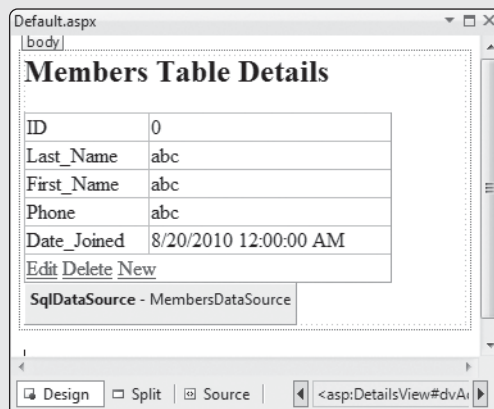 Default.aspx
body
Members Table Details
ID 0
Last_Name abc
First_Name abc
Phone abc
Date_Joined 8/20/2010 12:00:00 AM
Edit Delete New
SqlDataSource - MembersDataSource
Design Split Source <asp:DetailsView#dvA